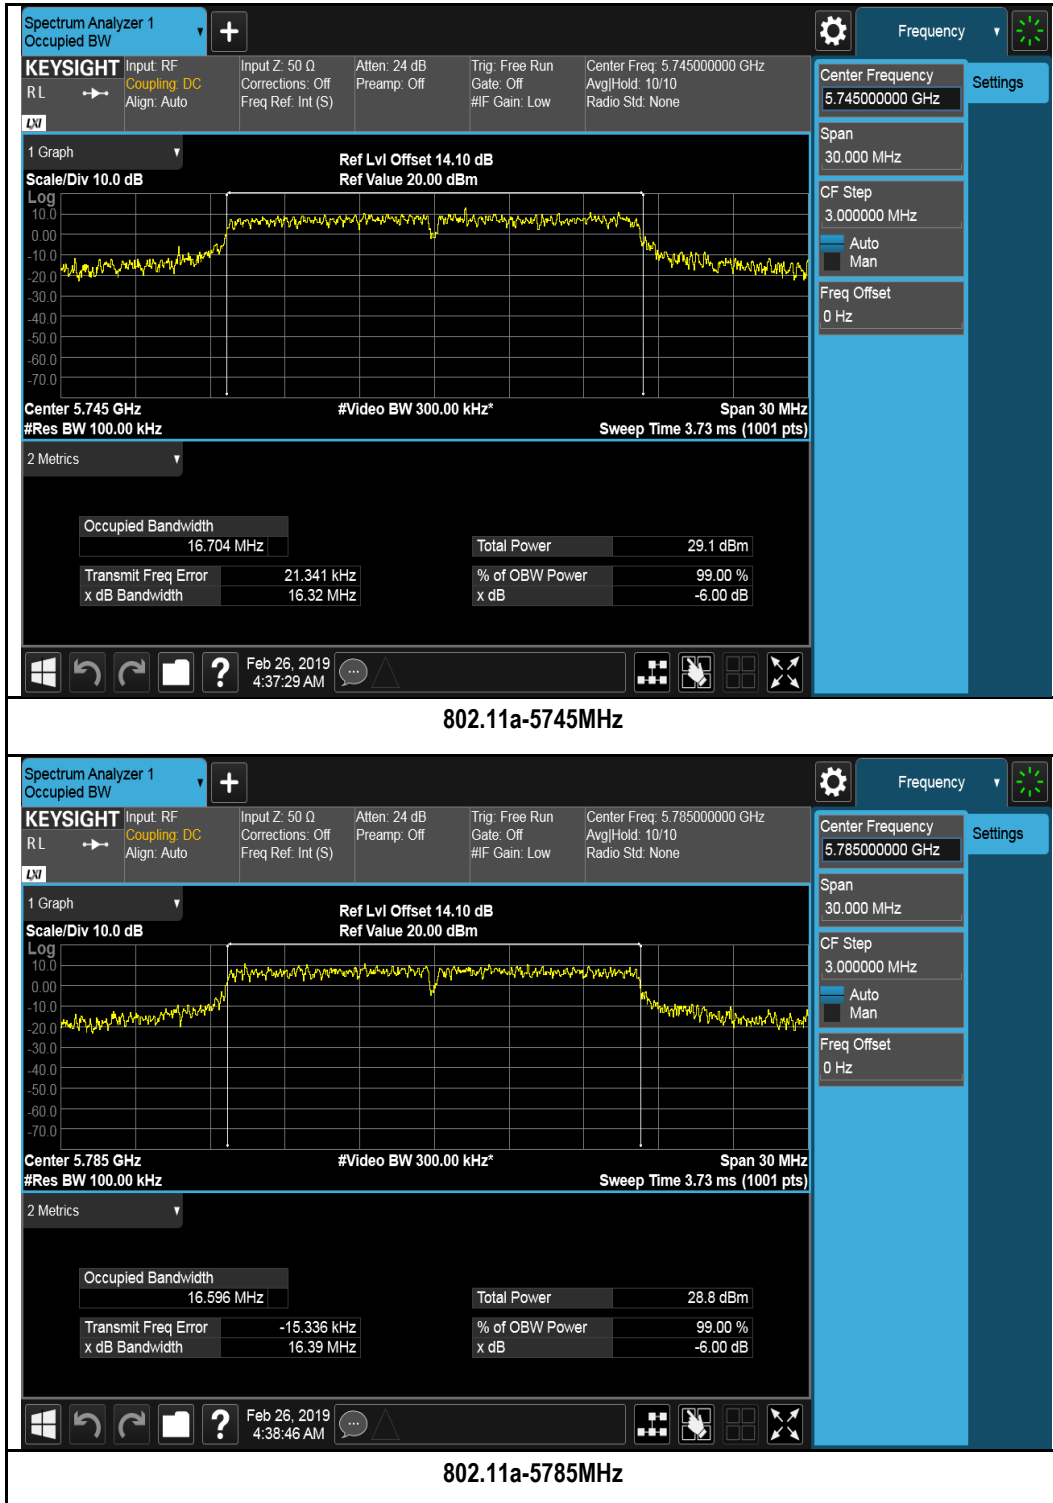 Spectrum Analyzer 1
Occupied BW
Frequency
KEYSIGHT
RL
LXI
Input: RF
Coupling: DC
Align: Auto
Input Z: 50 Ω
Corrections: Off
Freq Ref: Int (S)
Atten: 24 dB
Preamp: Off
Trig: Free Run
Gate: Off
#IF Gain: Low
Center Freq: 5.745000000 GHz
Avg|Hold: 10/10
Radio Std: None
Center Frequency
5.745000000 GHz
Settings
Span
30.000 MHz
CF Step
3.000000 MHz
Auto
Man
Freq Offset
0 Hz
1 Graph
Ref Lvl Offset 14.10 dB
Scale/Div 10.0 dB
Ref Value 20.00 dBm
Log
10.0
0.00
-10.0
-20.0
-30.0
-40.0
-50.0
-60.0
-70.0
Center 5.745 GHz
#Video BW 300.00 kHz*
Span 30 MHz
#Res BW 100.00 kHz
Sweep Time 3.73 ms (1001 pts)
2 Metrics
Occupied Bandwidth
16.704 MHz
Total Power 29.1 dBm
Transmit Freq Error 21.341 kHz
% of OBW Power 99.00 %
x dB Bandwidth 16.32 MHz
x dB -6.00 dB
?
Feb 26, 2019
4:37:29 AM
802.11a-5745MHz
Spectrum Analyzer 1
Occupied BW
Frequency
KEYSIGHT
RL
LXI
Input: RF
Coupling: DC
Align: Auto
Input Z: 50 Ω
Corrections: Off
Freq Ref: Int (S)
Atten: 24 dB
Preamp: Off
Trig: Free Run
Gate: Off
#IF Gain: Low
Center Freq: 5.785000000 GHz
Avg|Hold: 10/10
Radio Std: None
Center Frequency
5.785000000 GHz
Settings
Span
30.000 MHz
CF Step
3.000000 MHz
Auto
Man
Freq Offset
0 Hz
1 Graph
Ref Lvl Offset 14.10 dB
Scale/Div 10.0 dB
Ref Value 20.00 dBm
Log
10.0
0.00
-10.0
-20.0
-30.0
-40.0
-50.0
-60.0
-70.0
Center 5.785 GHz
#Video BW 300.00 kHz*
Span 30 MHz
#Res BW 100.00 kHz
Sweep Time 3.73 ms (1001 pts)
2 Metrics
Occupied Bandwidth
16.596 MHz
Total Power 28.8 dBm
Transmit Freq Error -15.336 kHz
% of OBW Power 99.00 %
x dB Bandwidth 16.39 MHz
x dB -6.00 dB
?
Feb 26, 2019
4:38:46 AM
802.11a-5785MHz